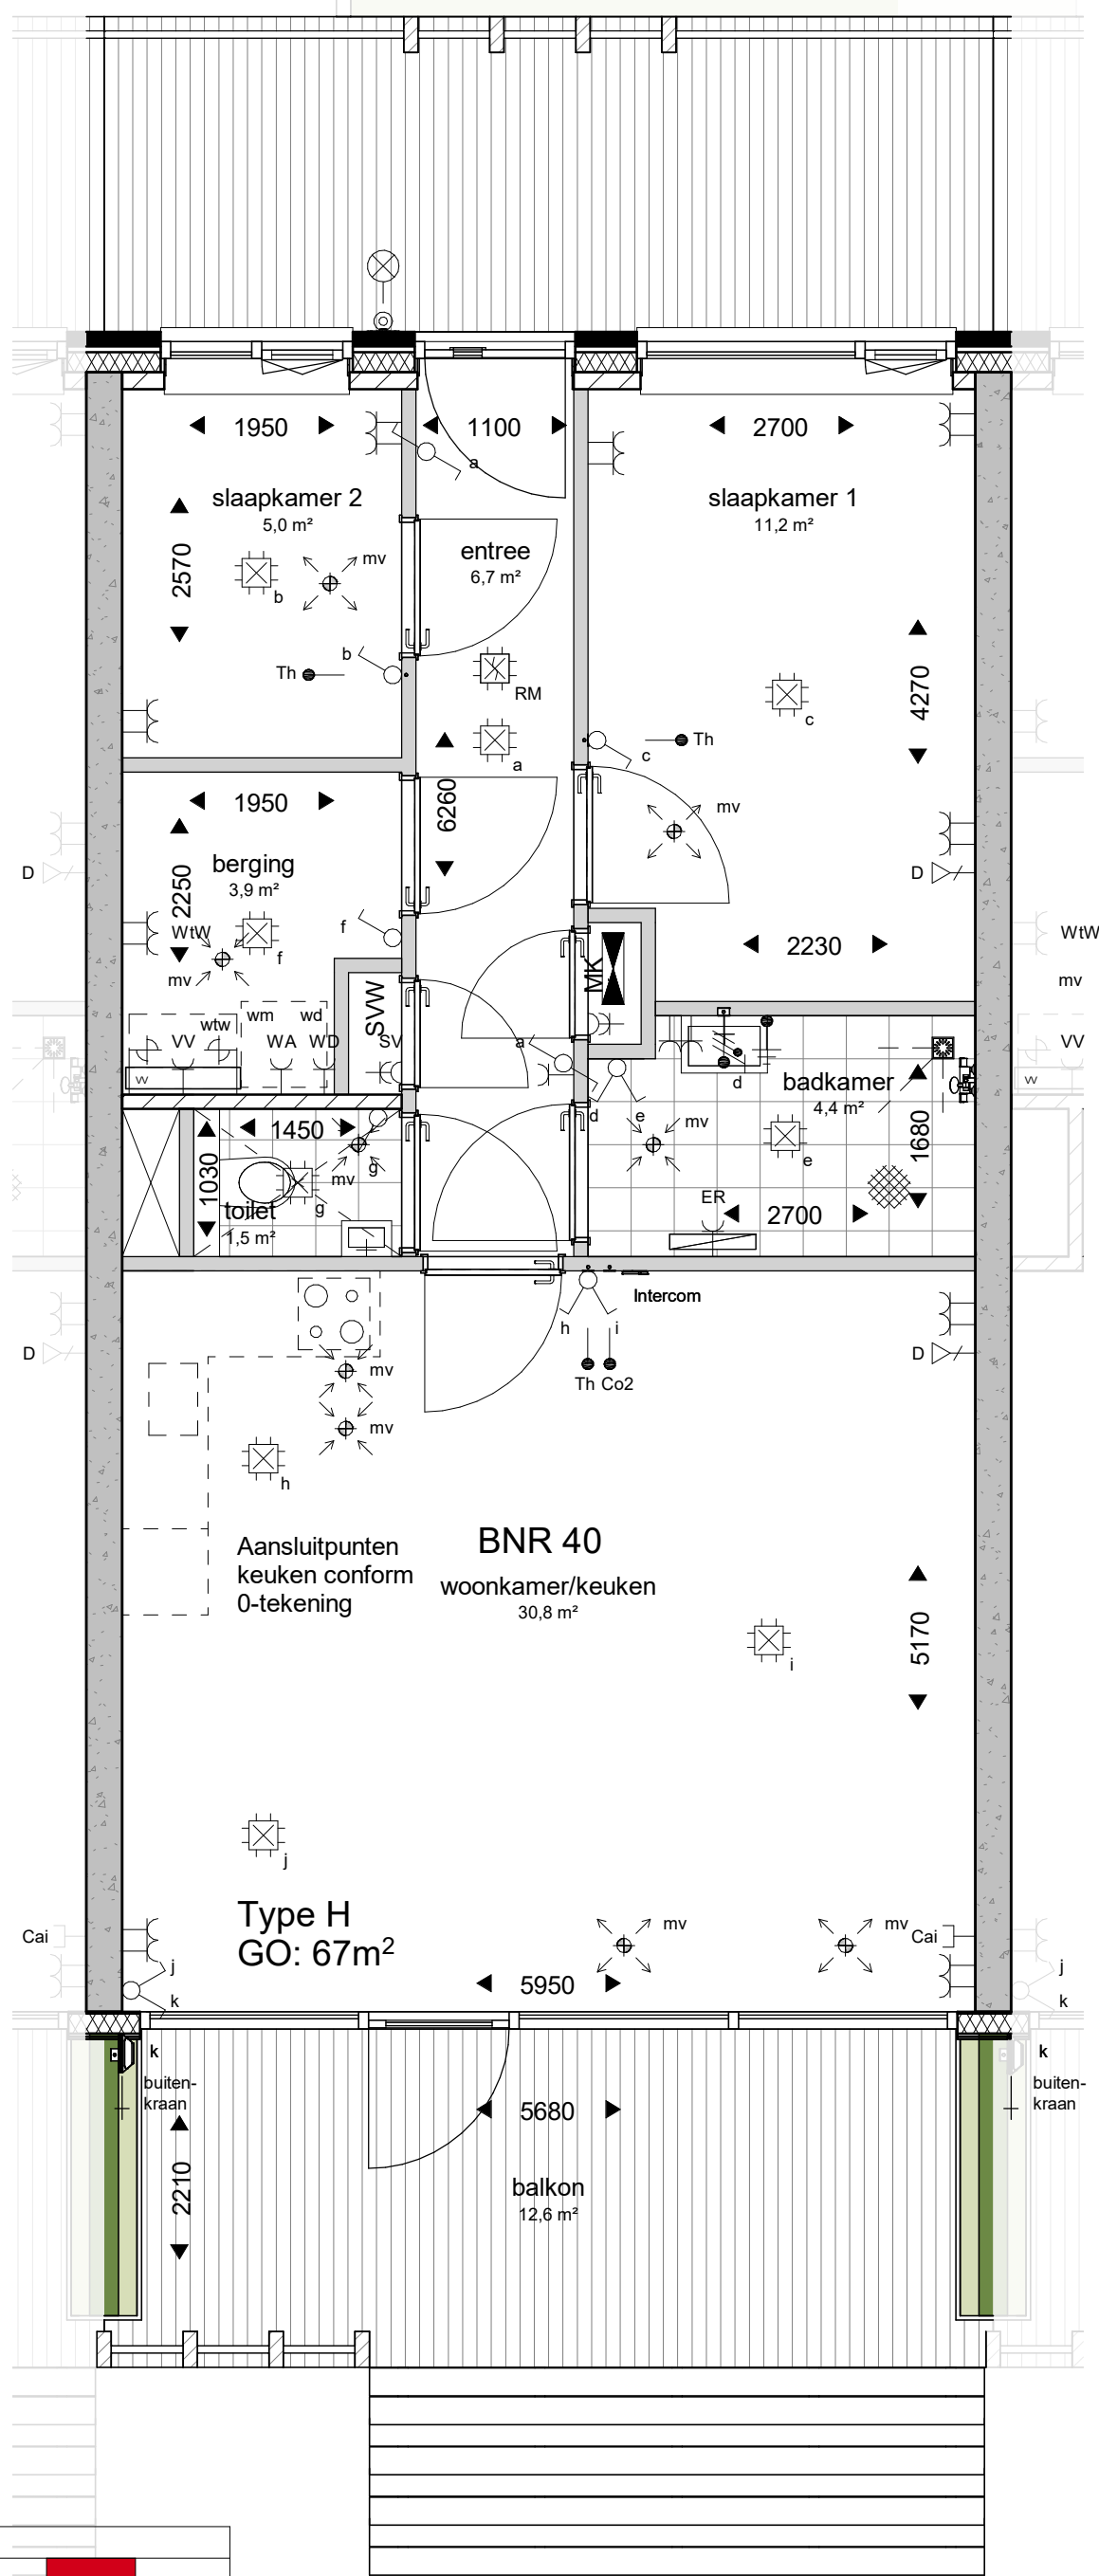 1950
1100
2700
a
slaapkamer 2
5,0 m²
slaapkamer 1
11,2 m²
entree
6,7 m²
mv
2570
b
b
Th
RM
4270
c
a
c
Th
1950
6260
mv
berging
3,9 m²
2250
D
D
f
WtW
f
2230
WtW
MK
mv
mv
SVW
wm
wd
wtw
VV
WA
WD
SV
a
VV
d
badkamer
4,4 m²
vv
vv
d
e
1450
mv
1680
1030
g
e
mv
toilet
1,5 m²
g
ER
2700
Intercom
h
i
D
D
mv
Th
Co2
mv
h
Aansluitpunten
keuken conform
0-tekening
BNR 40
woonkamer/keuken
30,8 m²
5170
i
j
Type H
GO: 67m²
mv
mv
Cai
Cai
j
k
5950
j
k
k
buiten-
kraan
k
buiten-
kraan
5680
2210
balkon
12,6 m²